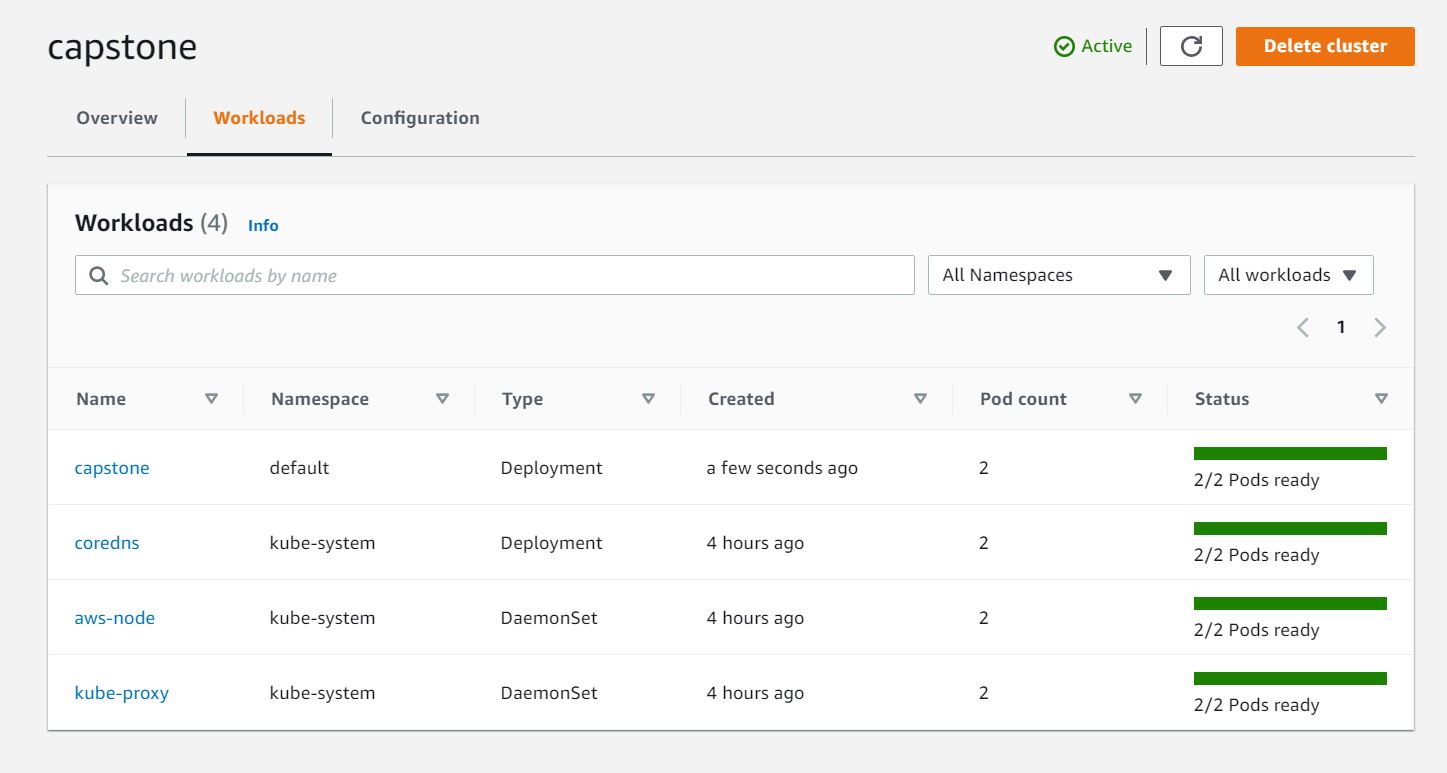 capstone
Active
Delete cluster
Overview Workloads Configuration
Workloads (4) Info
Search workloads by name
All Namespaces
All workloads
1
Name Namespace Type Created Pod count Status
capstone default Deployment a few seconds ago 2 2/2 Pods ready
coredns kube-system Deployment 4 hours ago 2 2/2 Pods ready
aws-node kube-system DaemonSet 4 hours ago 2 2/2 Pods ready
kube-proxy kube-system DaemonSet 4 hours ago 2 2/2 Pods ready